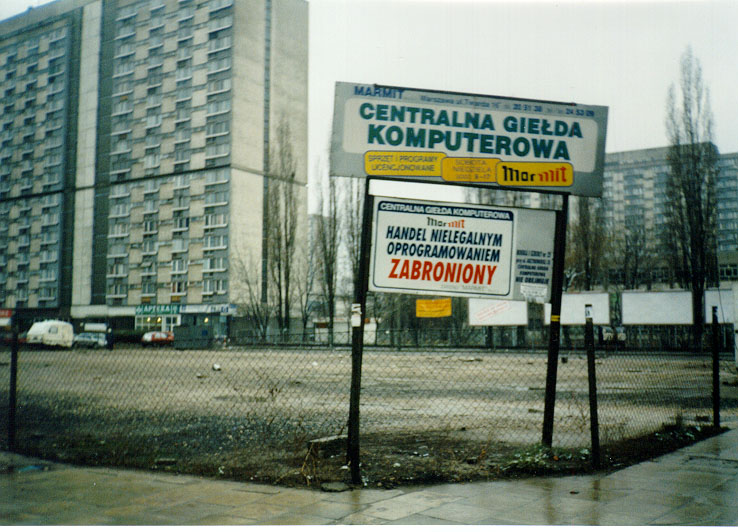 MARMIT Warszawa ul. Twarda
CENTRALNA GIEŁDA
KOMPUTEROWA
SPRZĘT I PROGRAMY
LICENCJONOWANE
SOBOTA
NIEDZIELA
Marmit
CENTRALNA GIEŁDA KOMPUTEROWA
Marmit
HANDEL NIELEGALNYM
OPROGRAMOWANIEM
ZABRONIONY
APTEKA